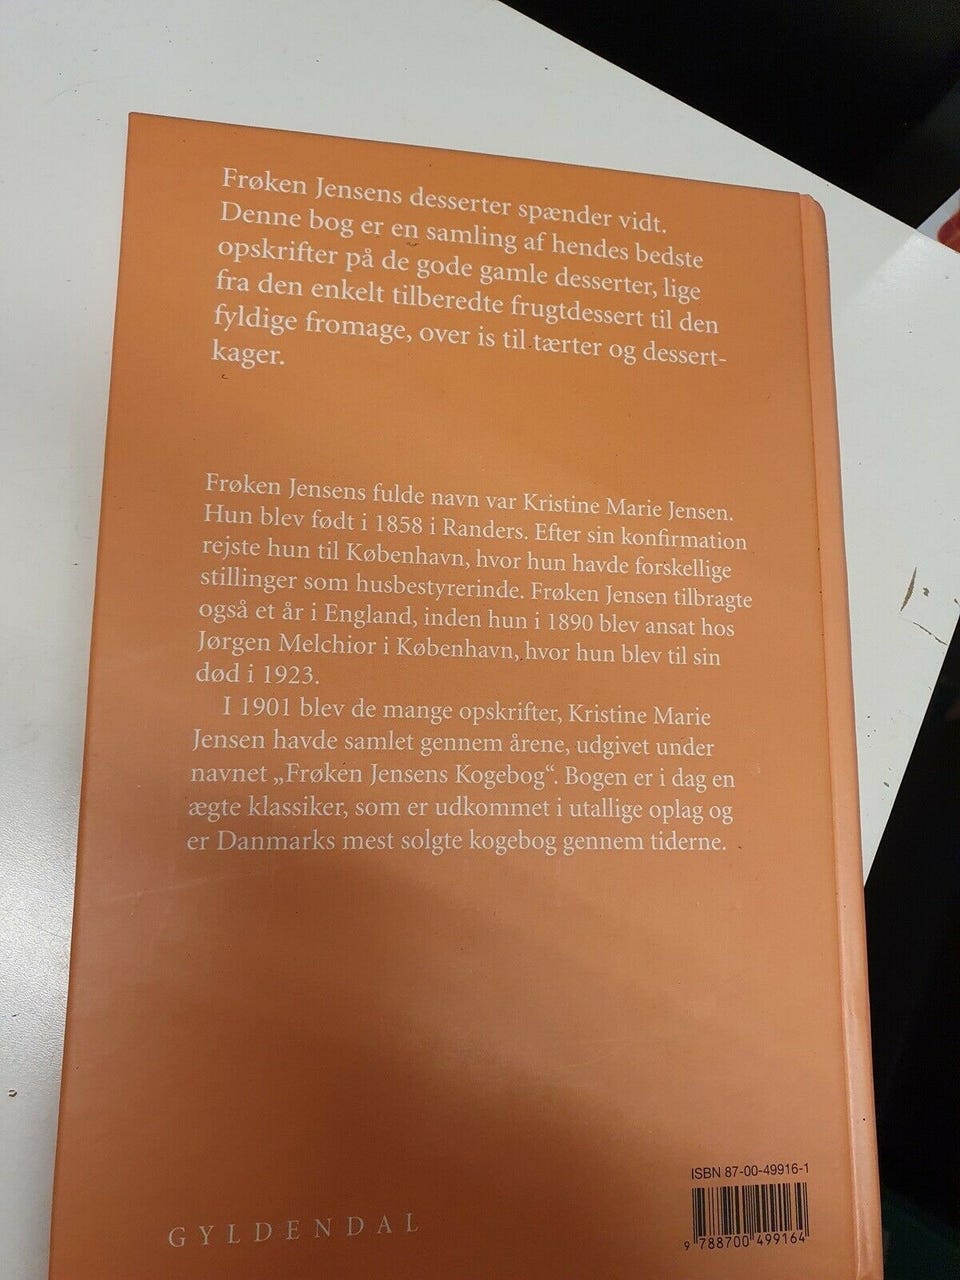 Frøken Jensens desserter spænder vidt.
Denne bog er en samling af hendes bedste
opskrifter på de gode gamle desserter, lige
fra den enkelt tilberedte frugtdessert til den
fyldige fromage, over is til tærter og dessert-
kager.
Frøken Jensens fulde navn var Kristine Marie Jensen.
Hun blev født i 1858 i Randers. Efter sin konfirmation
rejste hun til København, hvor hun havde forskellige
stillinger som husbestyrerinde. Frøken Jensen tilbragte
også et år i England, inden hun i 1890 blev ansat hos
Jørgen Melchior i København, hvor hun blev til sin
død i 1923.
I 1901 blev de mange opskrifter, Kristine Marie
Jensen havde samlet gennem årene, udgivet under
navnet „Frøken Jensens Kogebog“. Bogen er i dag en
ægte klassiker, som er udkommet i utallige oplag og
er Danmarks mest solgte kogebog gennem tiderne.
ISBN 87-00-49916-1
9 788700 499164
GYLDENDAL